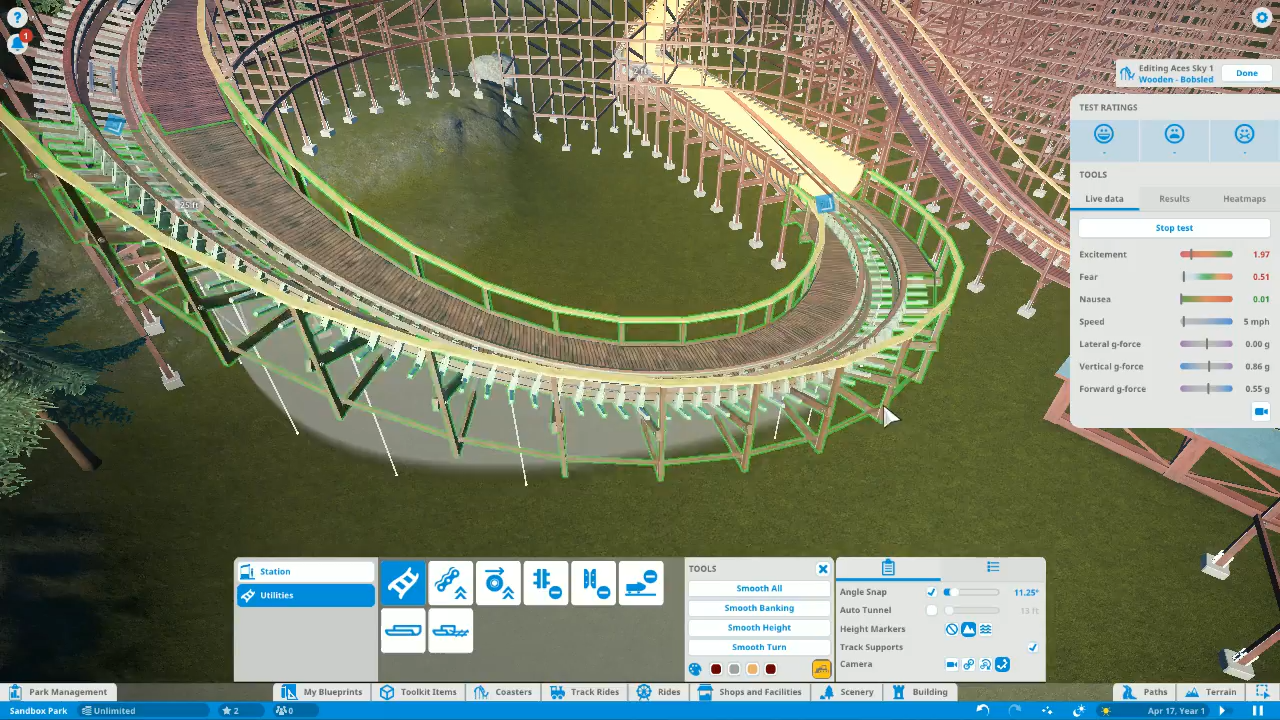 ?
1
Editing Aces Sky 1
Wooden - Bobsled
Done
TEST RATINGS
-
-
-
TOOLS
Live data
Results
Heatmaps
Stop test
Excitement 1.97
Fear 0.51
Nausea 0.01
Speed 5 mph
Lateral g-force 0.00 g
Vertical g-force 0.86 g
Forward g-force 0.55 g
25 ft
Station
Utilities
TOOLS
Smooth All
Smooth Banking
Smooth Height
Smooth Turn
Angle Snap 11.25°
Auto Tunnel 13 ft
Height Markers
Track Supports
Camera
Park Management
My Blueprints
Toolkit Items
Coasters
Track Rides
Rides
Shops and Facilities
Scenery
Building
Paths
Terrain
Sandbox Park
Unlimited
2
0
Apr 17, Year 1